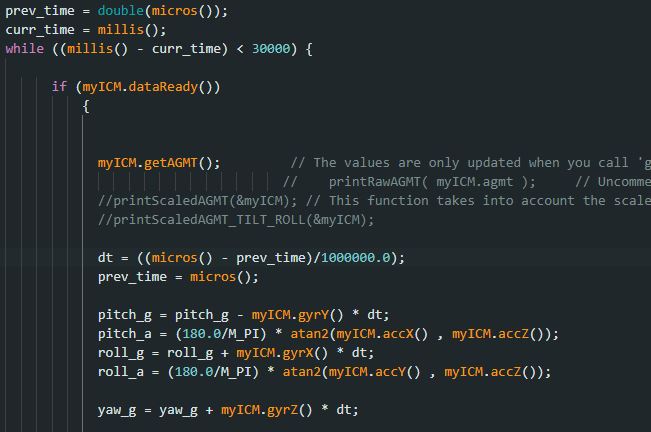 prev_time = double(micros());
curr_time = millis();
while ((millis() - curr_time) < 30000) {
if (myICM.dataReady())
{
myICM.getAGMT(); // The values are only updated when you call 'g
// printRawAGMT( myICM.agmt ); // Uncomme
//printScaledAGMT(&myICM); // This function takes into account the scale
//printScaledAGMT_TILT_ROLL(&myICM);
dt = ((micros() - prev_time)/1000000.0);
prev_time = micros();
pitch_g = pitch_g - myICM.gyrY() * dt;
pitch_a = (180.0/M_PI) * atan2(myICM.accX() , myICM.accZ());
roll_g = roll_g + myICM.gyrX() * dt;
roll_a = (180.0/M_PI) * atan2(myICM.accY() , myICM.accZ());
yaw_g = yaw_g + myICM.gyrZ() * dt;